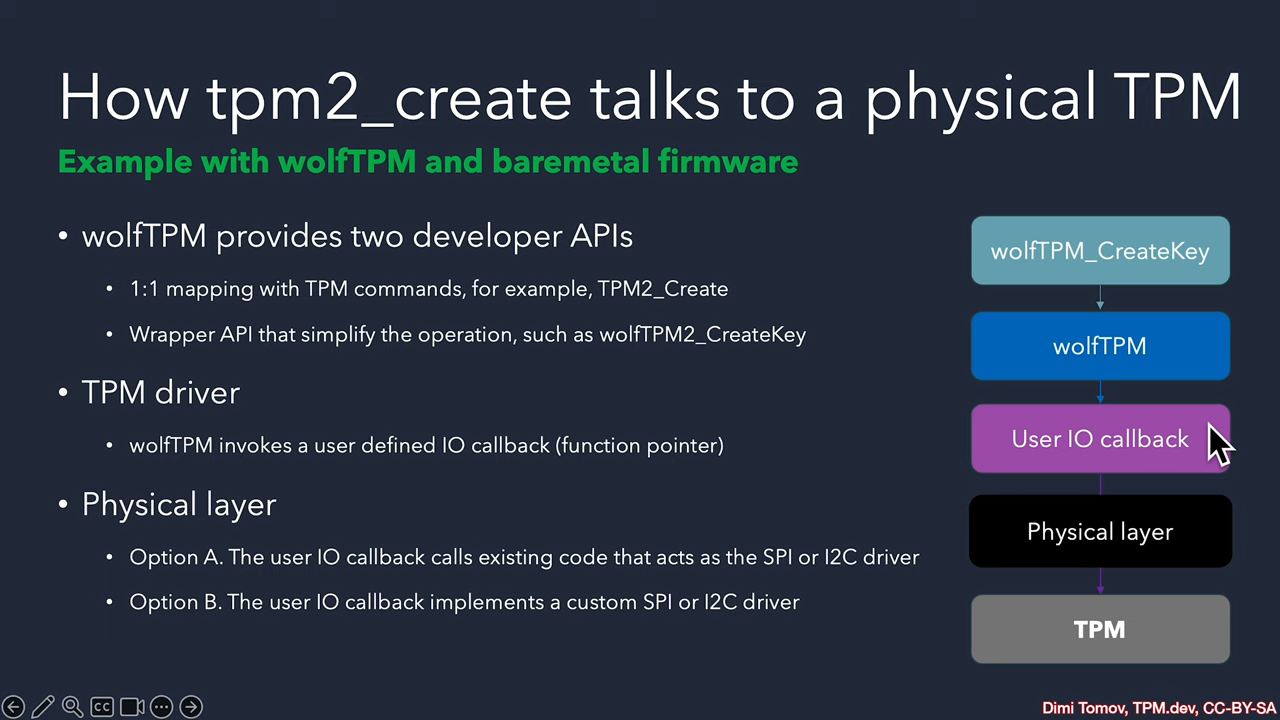 How tpm2_create talks to a physical TPM
Example with wolfTPM and baremetal firmware
• wolfTPM provides two developer APIs
• 1:1 mapping with TPM commands, for example, TPM2_Create
• Wrapper API that simplify the operation, such as wolfTPM2_CreateKey
• TPM driver
• wolfTPM invokes a user defined IO callback (function pointer)
• Physical layer
• Option A. The user IO callback calls existing code that acts as the SPI or I2C driver
• Option B. The user IO callback implements a custom SPI or I2C driver
wolfTPM_CreateKey
wolfTPM
User IO callback
Physical layer
TPM
CC
Dimi Tomov, TPM.dev, CC-BY-SA